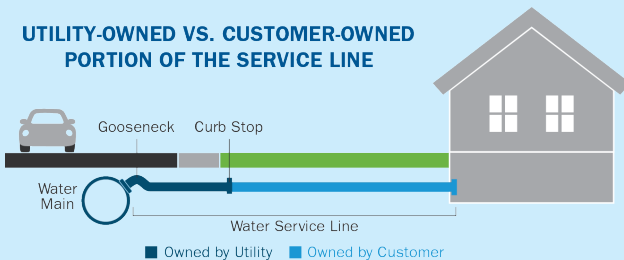 UTILITY-OWNED VS. CUSTOMER-OWNED
PORTION OF THE SERVICE LINE
Gooseneck
Curb Stop
Water
Main
Water Service Line
Owned by Utility
Owned by Customer